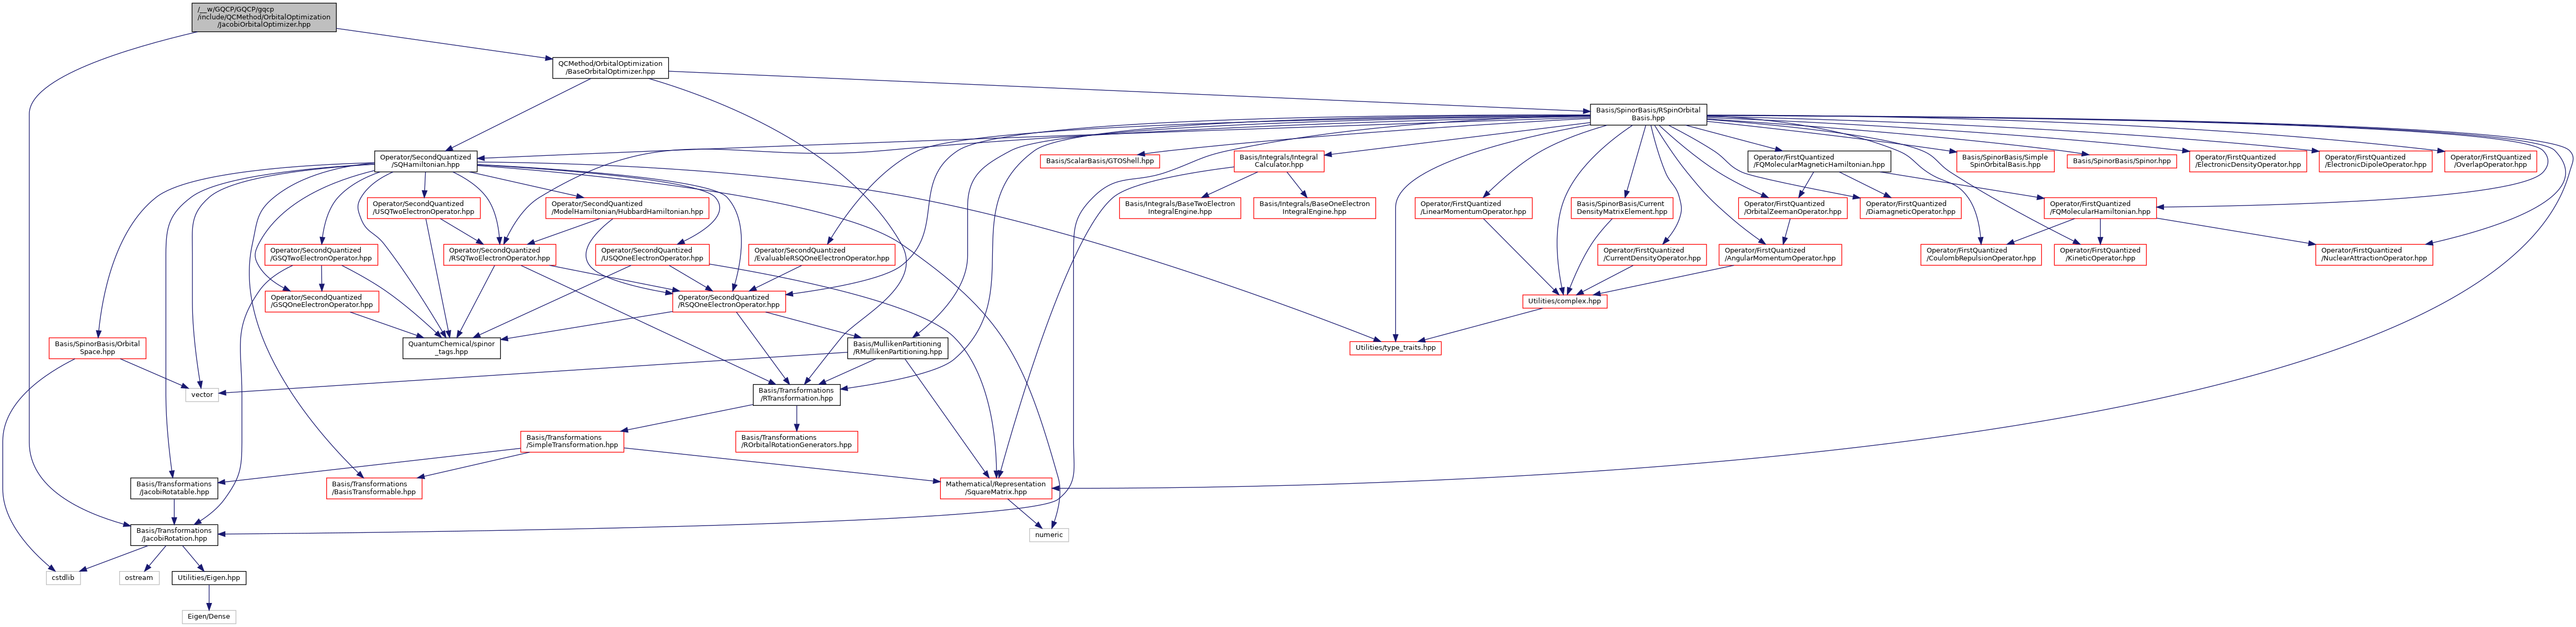 /__w/GQCP/GQCP/gqcp
/include/QCMethod/OrbitalOptimization
/JacobiOrbitalOptimizer.hpp
QCMethod/OrbitalOptimization
/BaseOrbitalOptimizer.hpp
Basis/SpinorBasis/RSpinOrbital
Basis.hpp
Operator/SecondQuantized
/SQHamiltonian.hpp
Basis/ScalarBasis/GTOShell.hpp
Basis/Integrals/Integral
Calculator.hpp
Operator/FirstQuantized
/FQMolecularMagneticHamiltonian.hpp
Basis/SpinorBasis/Simple
SpinOrbitalBasis.hpp
Basis/SpinorBasis/Spinor.hpp
Operator/FirstQuantized
/ElectronicDensityOperator.hpp
Operator/FirstQuantized
/ElectronicDipoleOperator.hpp
Operator/FirstQuantized
/OverlapOperator.hpp
Operator/SecondQuantized
/USQTwoElectronOperator.hpp
Operator/SecondQuantized
/ModelHamiltonian/HubbardHamiltonian.hpp
Basis/Integrals/BaseTwoElectron
IntegralEngine.hpp
Basis/Integrals/BaseOneElectron
IntegralEngine.hpp
Operator/FirstQuantized
/LinearMomentumOperator.hpp
Basis/SpinorBasis/Current
DensityMatrixElement.hpp
Operator/FirstQuantized
/OrbitalZeemanOperator.hpp
Operator/FirstQuantized
/DiamagneticOperator.hpp
Operator/FirstQuantized
/FQMolecularHamiltonian.hpp
Operator/SecondQuantized
/GSQTwoElectronOperator.hpp
Operator/SecondQuantized
/RSQTwoElectronOperator.hpp
Operator/SecondQuantized
/USQOneElectronOperator.hpp
Operator/SecondQuantized
/EvaluableRSQOneElectronOperator.hpp
Operator/FirstQuantized
/CurrentDensityOperator.hpp
Operator/FirstQuantized
/AngularMomentumOperator.hpp
Operator/FirstQuantized
/CoulombRepulsionOperator.hpp
Operator/FirstQuantized
/KineticOperator.hpp
Operator/FirstQuantized
/NuclearAttractionOperator.hpp
Operator/SecondQuantized
/GSQOneElectronOperator.hpp
Operator/SecondQuantized
/RSQOneElectronOperator.hpp
Utilities/complex.hpp
Basis/SpinorBasis/Orbital
Space.hpp
QuantumChemical/spinor
_tags.hpp
Basis/MullikenPartitioning
/RMullikenPartitioning.hpp
Utilities/type_traits.hpp
vector
Basis/Transformations
/RTransformation.hpp
Basis/Transformations
/SimpleTransformation.hpp
Basis/Transformations
/ROrbitalRotationGenerators.hpp
Basis/Transformations
/JacobiRotatable.hpp
Basis/Transformations
/BasisTransformable.hpp
Mathematical/Representation
/SquareMatrix.hpp
Basis/Transformations
/JacobiRotation.hpp
numeric
cstdlib
ostream
Utilities/Eigen.hpp
Eigen/Dense